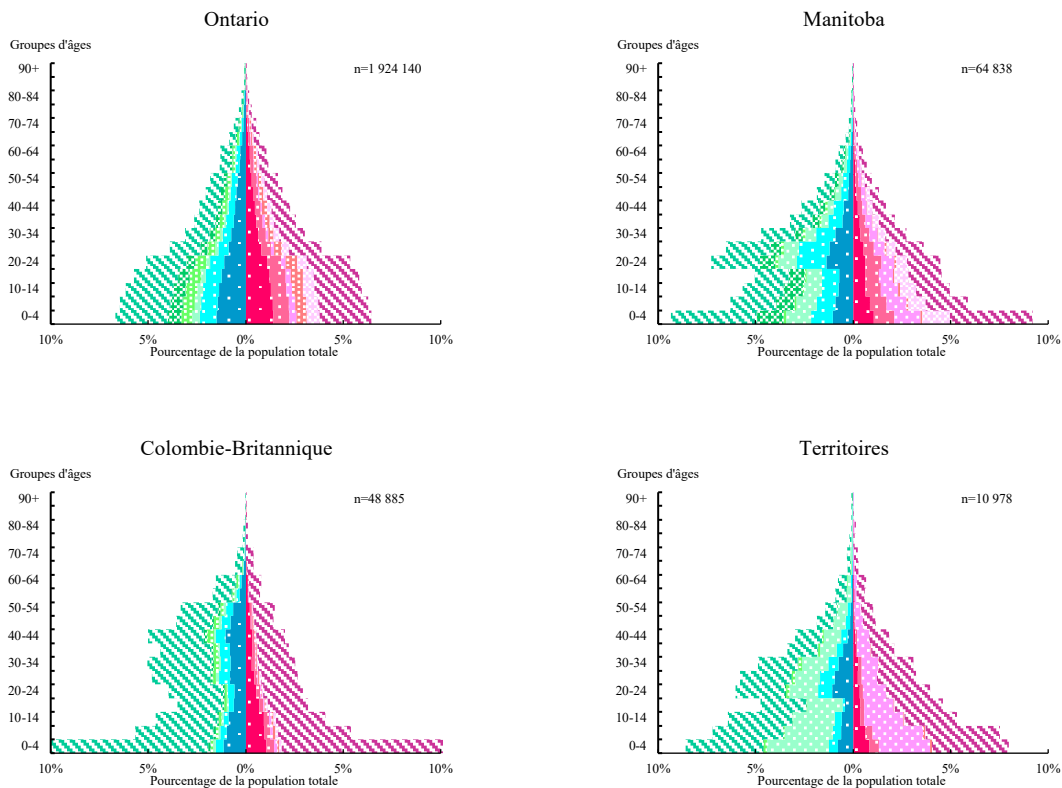 Ontario
Groupes d'âges
n=1 924 140
90+
80-84
70-74
60-64
50-54
40-44
30-34
20-24
10-14
0-4
10% 5% 0% 5% 10%
Pourcentage de la population totale
Manitoba
n=64 838
90+
80-84
70-74
60-64
50-54
40-44
30-34
20-24
10-14
0-4
10% 5% 0% 5% 10%
Pourcentage de la population totale
Colombie-Britannique
Groupes d'âges
n=48 885
90+
80-84
70-74
60-64
50-54
40-44
30-34
20-24
10-14
0-4
10% 5% 0% 5% 10%
Pourcentage de la population totale
Territoires
Groupes d'âges
n=10 978
90+
80-84
70-74
60-64
50-54
40-44
30-34
20-24
10-14
0-4
10% 5% 0% 5% 10%
Pourcentage de la population totale